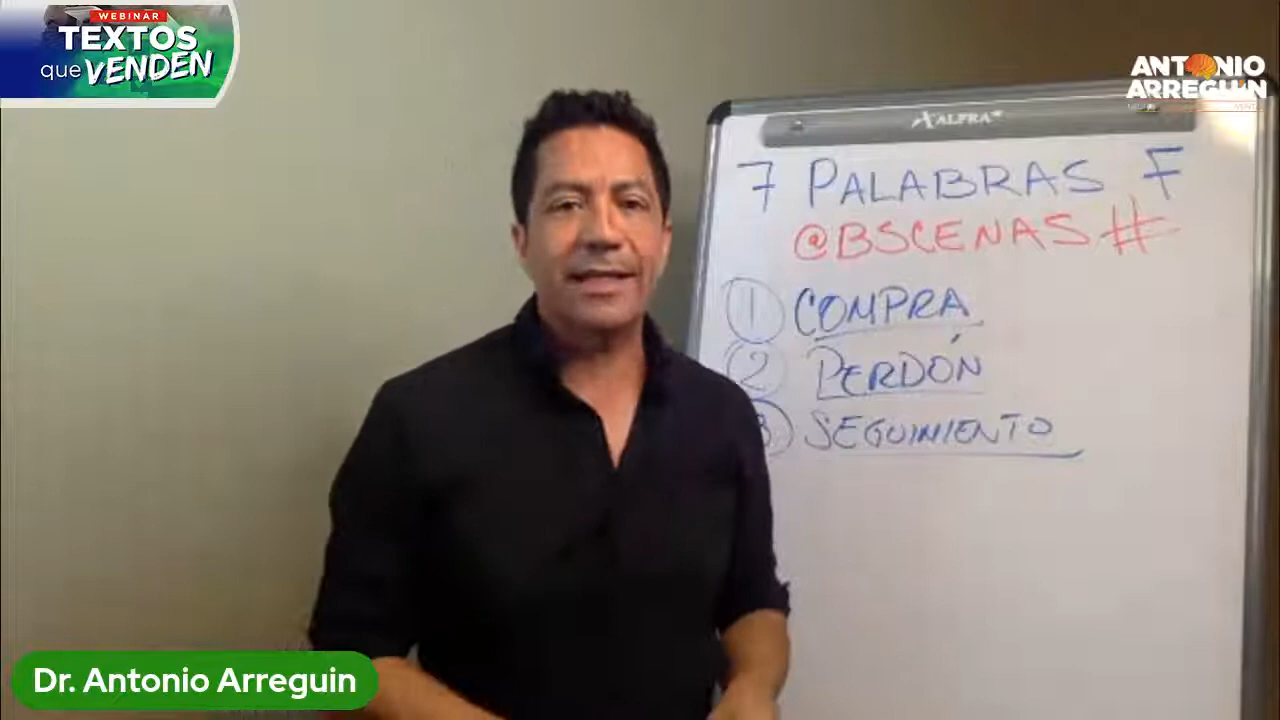 WEBINAR
TEXTOS
que VENDEN
ANTONIO
ARREGUIN
ALFRA
7 PALABRAS F
@BSCENAS #
1 COMPRA
2 PERDÓN
3 SEGUIMIENTO
Dr. Antonio Arreguin